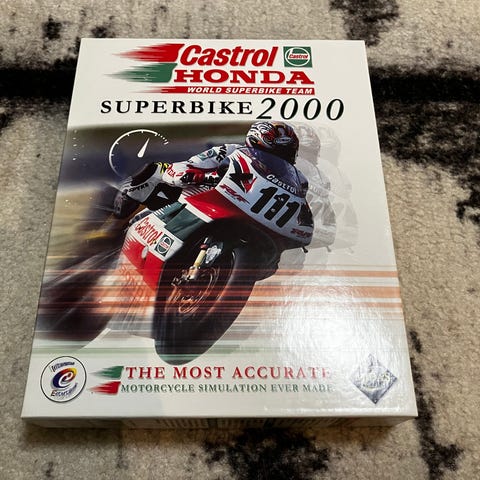 Castrol
Castrol
HONDA
WORLD SUPERBIKE TEAM
SUPERBIKE 2000
Castrol
111
Castrol
THE MOST ACCURATE
MOTORCYCLE SIMULATION EVER MADE